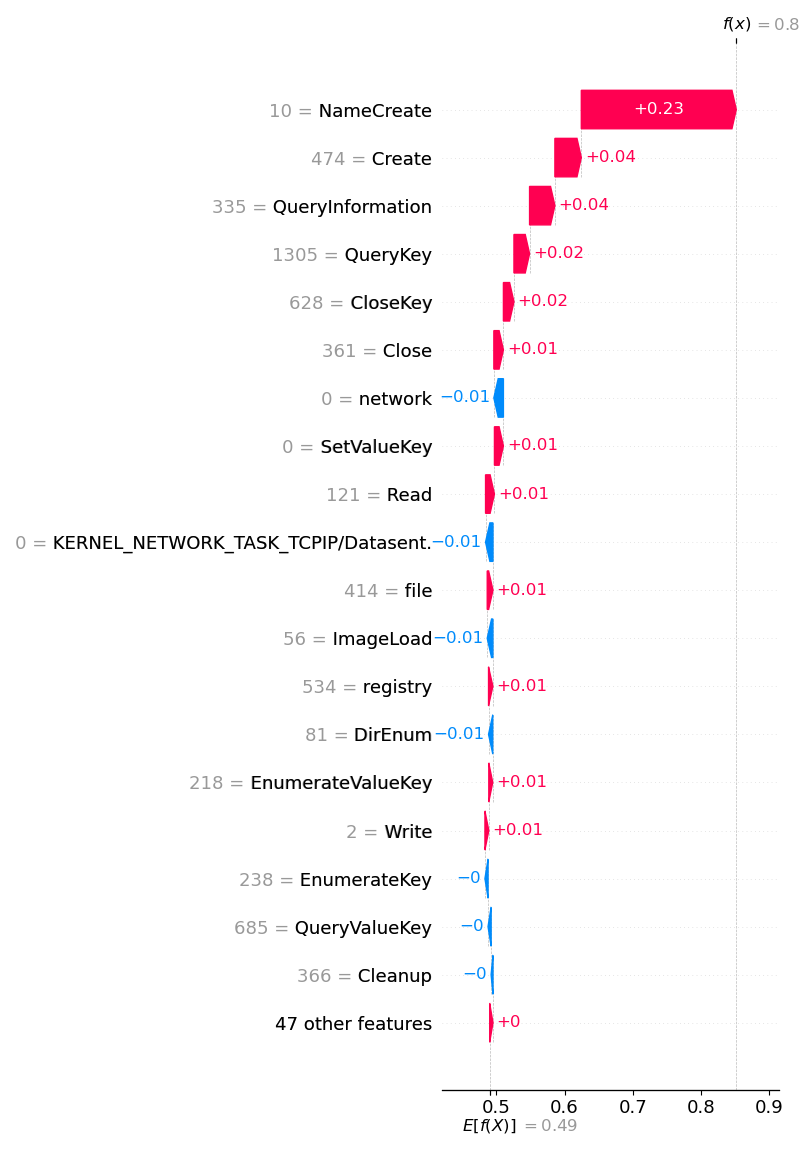 f(x) = 0.8
10 = NameCreate +0.23
474 = Create +0.04
335 = QueryInformation +0.04
1305 = QueryKey +0.02
628 = CloseKey +0.02
361 = Close +0.01
0 = network −0.01
0 = SetValueKey +0.01
121 = Read +0.01
0 = KERNEL_NETWORK_TASK_TCPIP/Datasent. −0.01
414 = file +0.01
56 = ImageLoad −0.01
534 = registry +0.01
81 = DirEnum −0.01
218 = EnumerateValueKey +0.01
2 = Write +0.01
238 = EnumerateKey −0
685 = QueryValueKey −0
366 = Cleanup −0
47 other features +0
0.5 0.6 0.7 0.8 0.9
E[f(X)] = 0.49